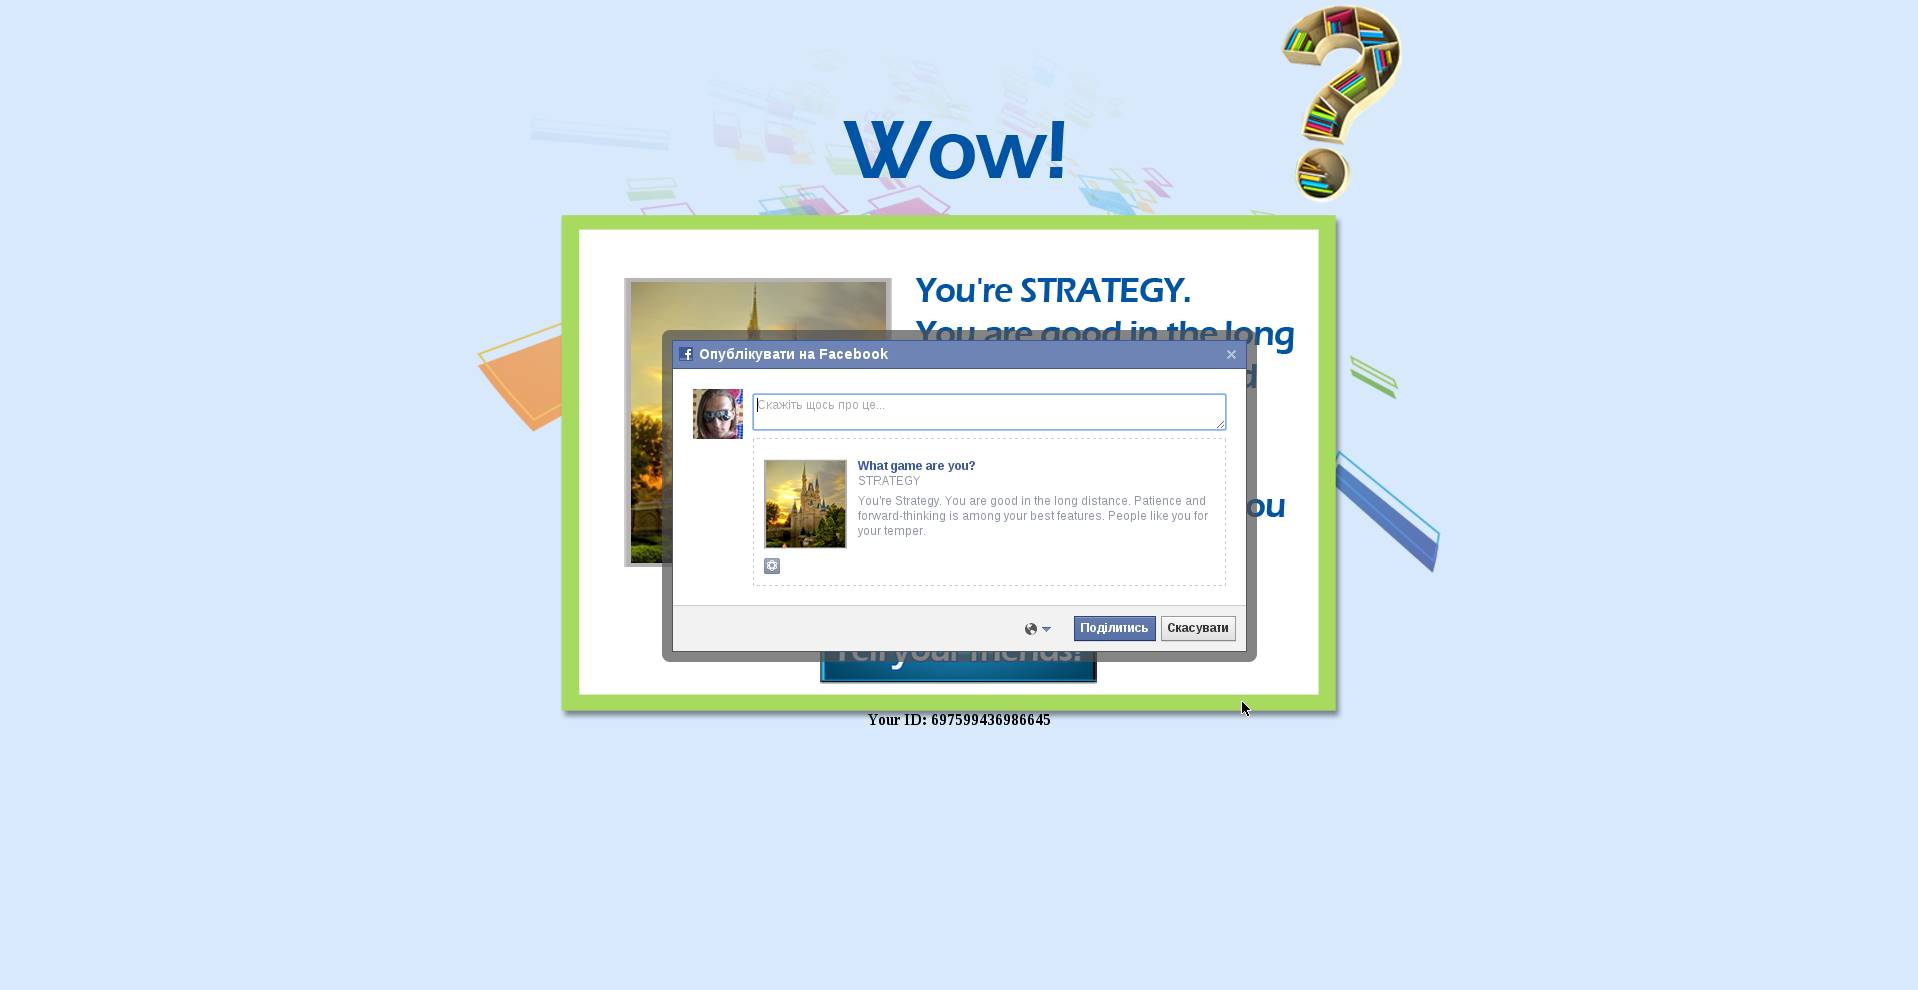 Wow!
You're STRATEGY.
You are good in the long
ou
Опублікувати на Facebook
Скажіть щось про це...
What game are you?
STRATEGY
You're Strategy. You are good in the long distance. Patience and
forward-thinking is among your best features. People like you for
your temper.
Поділитись
Скасувати
Tell your friends!
Your ID: 697599436986645